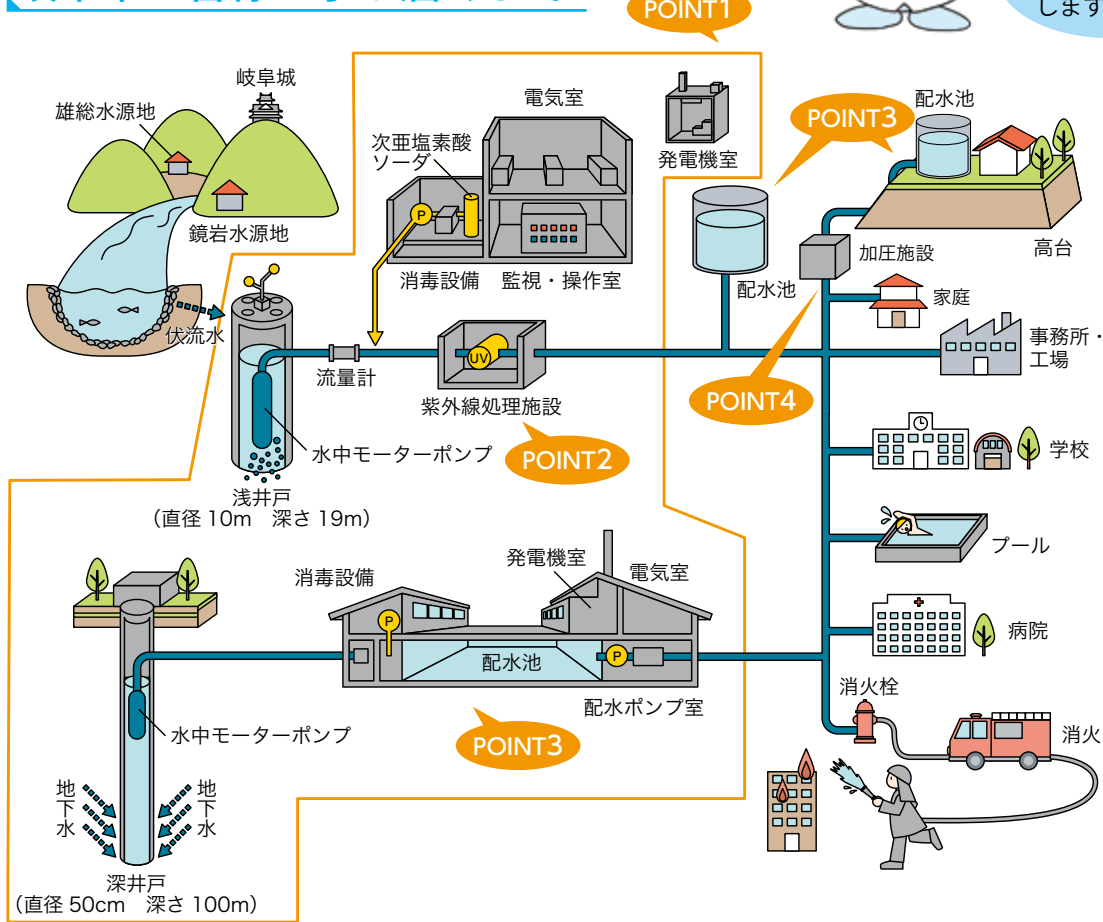 POINT1
します
岐阜城
雄総水源地
鏡岩水源地
伏流水
電気室
次亜塩素酸
ソーダ
P
消毒設備
監視・操作室
発電機室
POINT3
配水池
高台
加圧施設
配水池
家庭
事務所・
工場
POINT4
流量計
UV
紫外線処理施設
POINT2
水中モーターポンプ
浅井戸
（直径 10m 深さ 19m）
学校
プール
病院
消火栓
消火
消毒設備
発電機室
電気室
P
配水池
P
配水ポンプ室
POINT3
水中モーターポンプ
地下水
地下水
深井戸
（直径 50cm 深さ 100m）